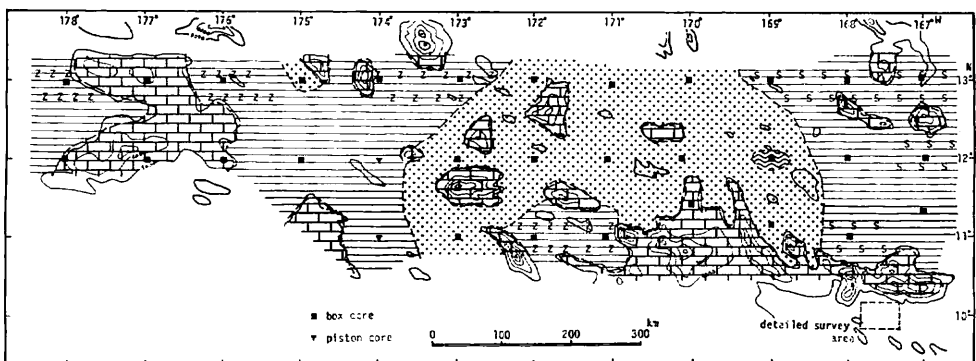 178° 177° 176° 175° 174° 173° 172° 171° 170° 169° 168° 167°W
N
13°
12°
11°
10°
Z Z Z Z Z Z Z Z Z Z Z S S S S S
Z Z Z Z Z Z Z Z Z Z Z S S S S S
S S S
S S S
Z Z Z Z Z Z S S
Z Z Z Z Z Z S S
box core
piston core
km
0 100 200 300
detailed survey
area